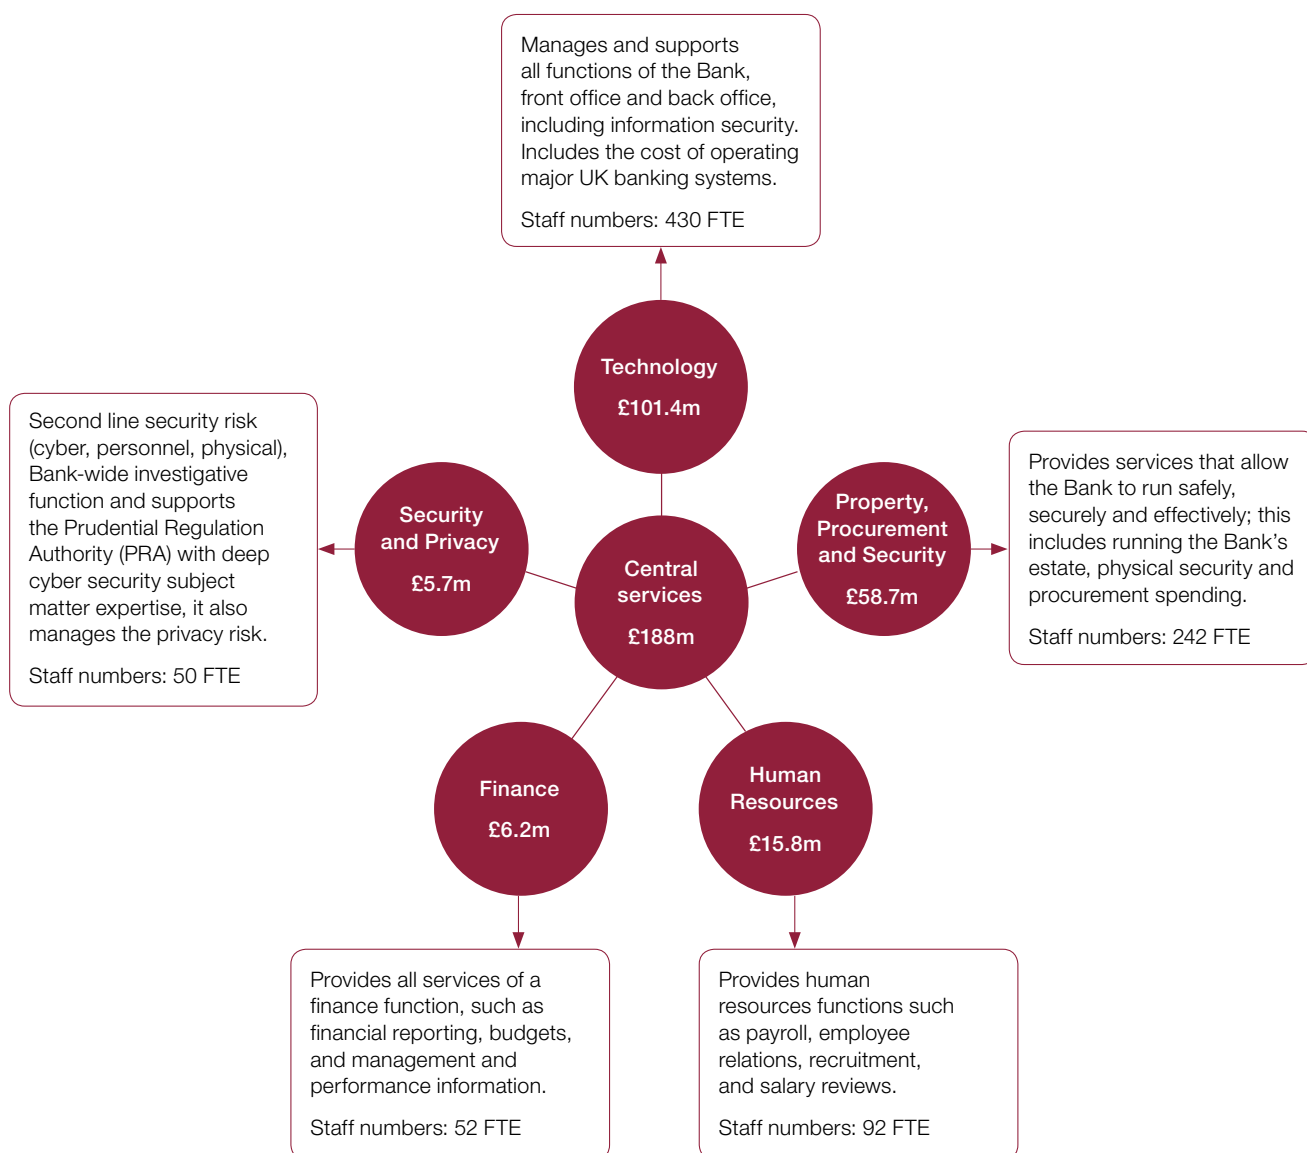 Manages and supports
all functions of the Bank,
front office and back office,
including information security.
Includes the cost of operating
major UK banking systems.
Staff numbers: 430 FTE
Technology
£101.4m
Second line security risk
(cyber, personnel, physical),
Bank-wide investigative
function and supports
the Prudential Regulation
Authority (PRA) with deep
cyber security subject
matter expertise, it also
manages the privacy risk.
Staff numbers: 50 FTE
Security
and Privacy
£5.7m
Central
services
£188m
Property,
Procurement
and Security
£58.7m
Provides services that allow
the Bank to run safely,
securely and effectively; this
includes running the Bank’s
estate, physical security and
procurement spending.
Staff numbers: 242 FTE
Finance
£6.2m
Human
Resources
£15.8m
Provides all services of a
finance function, such as
financial reporting, budgets,
and management and
performance information.
Staff numbers: 52 FTE
Provides human
resources functions such
as payroll, employee
relations, recruitment,
and salary reviews.
Staff numbers: 92 FTE